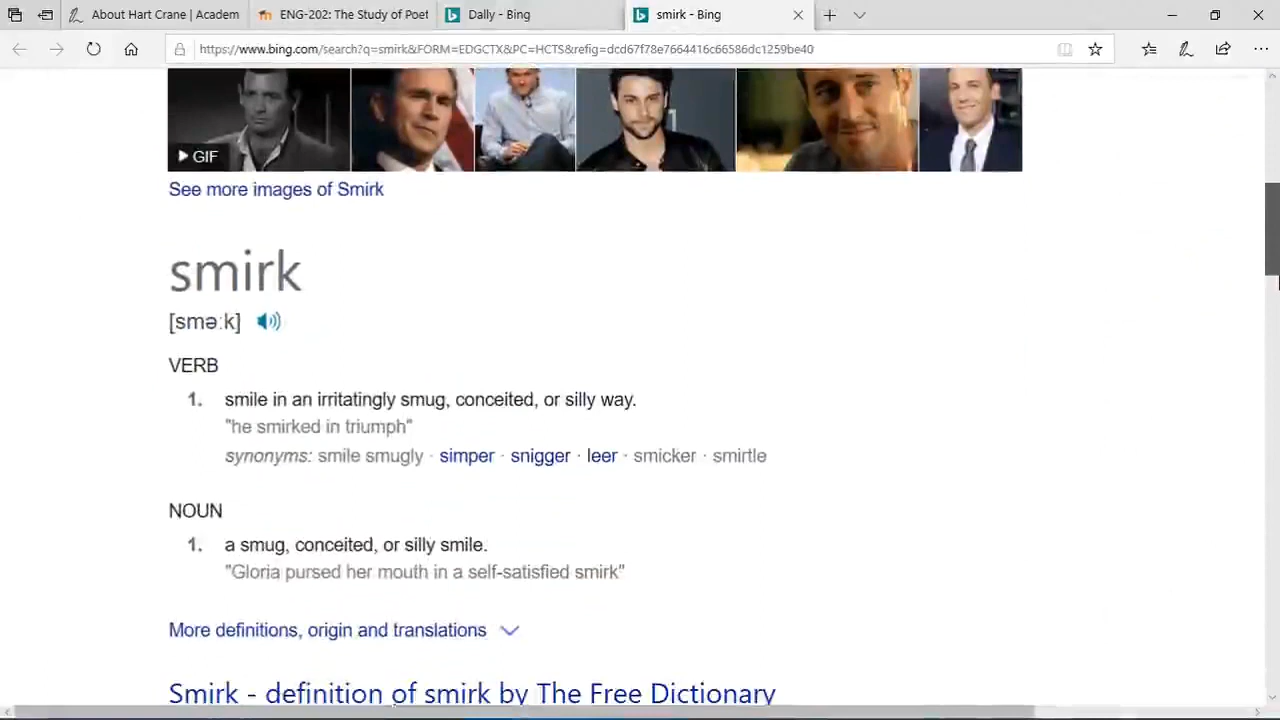 About Hart Crane | Academ
ENG-202: The Study of Poet
Dally - Bing
smirk - Bing
https://www.bing.com/search?q=smirk&FORM=EDGCTX&PC=HCTS&refig=dcd67f78e7664416c66586dc1259be40
GIF
See more images of Smirk
smirk
[smə:k]
VERB
1. smile in an irritatingly smug, conceited, or silly way.
"he smirked in triumph"
synonyms: smile smugly · simper · snigger · leer · smicker · smirtle
NOUN
1. a smug, conceited, or silly smile.
"Gloria pursed her mouth in a self-satisfied smirk"
More definitions, origin and translations
Smirk - definition of smirk by The Free Dictionary